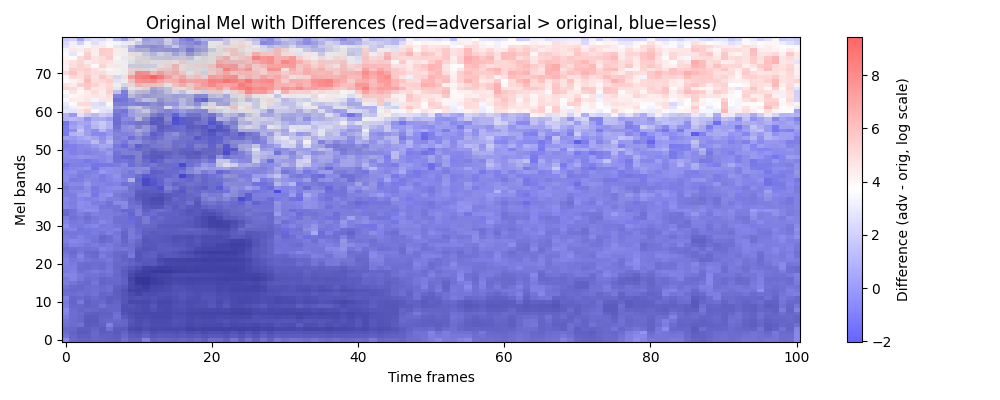 Original Mel with Differences (red=adversarial > original, blue=less)
Mel bands
70
60
50
40
30
20
10
0
0 20 40 60 80 100
Time frames
8
6
4
2
0
−2
Difference (adv - orig, log scale)